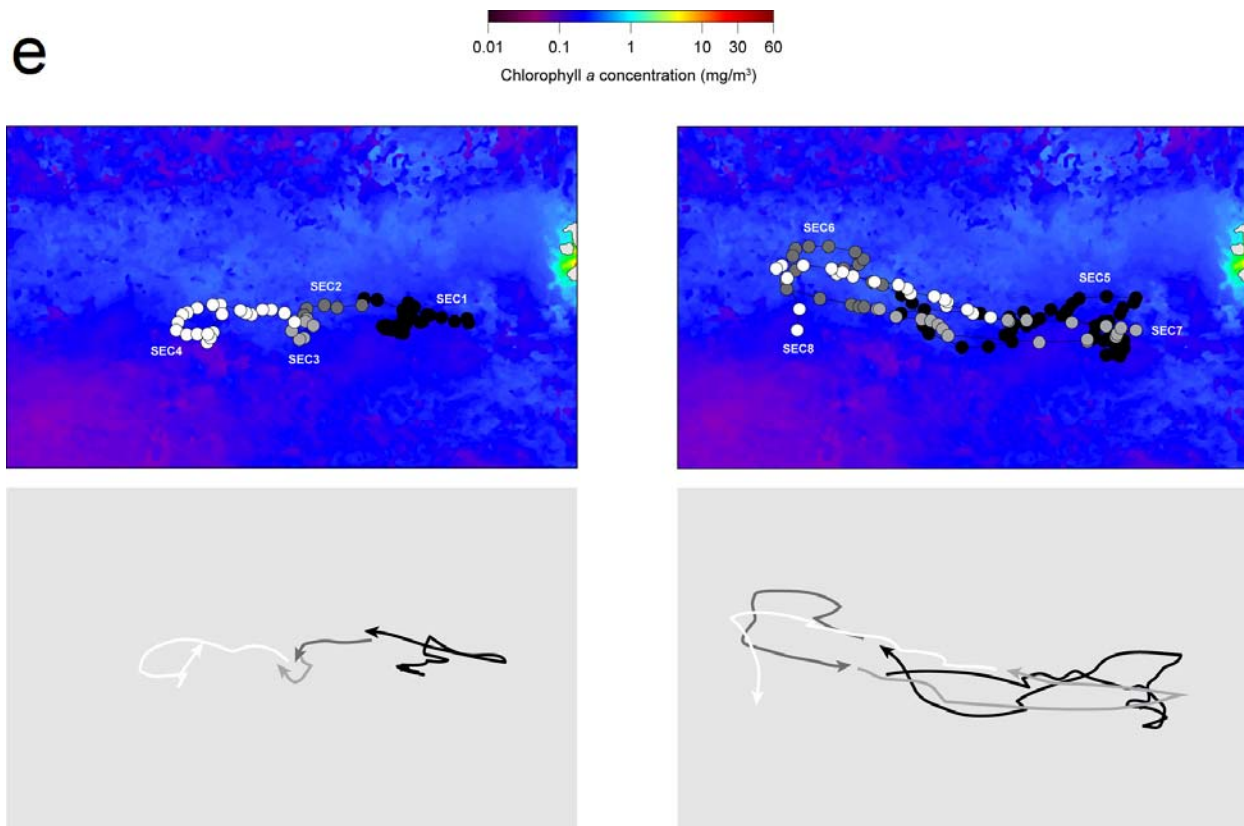 e
0.01 0.1 1 10 30 60
Chlorophyll a concentration (mg/m³)
SEC2
SEC1
SEC4
SEC3
SEC6
SEC5
SEC7
SEC8